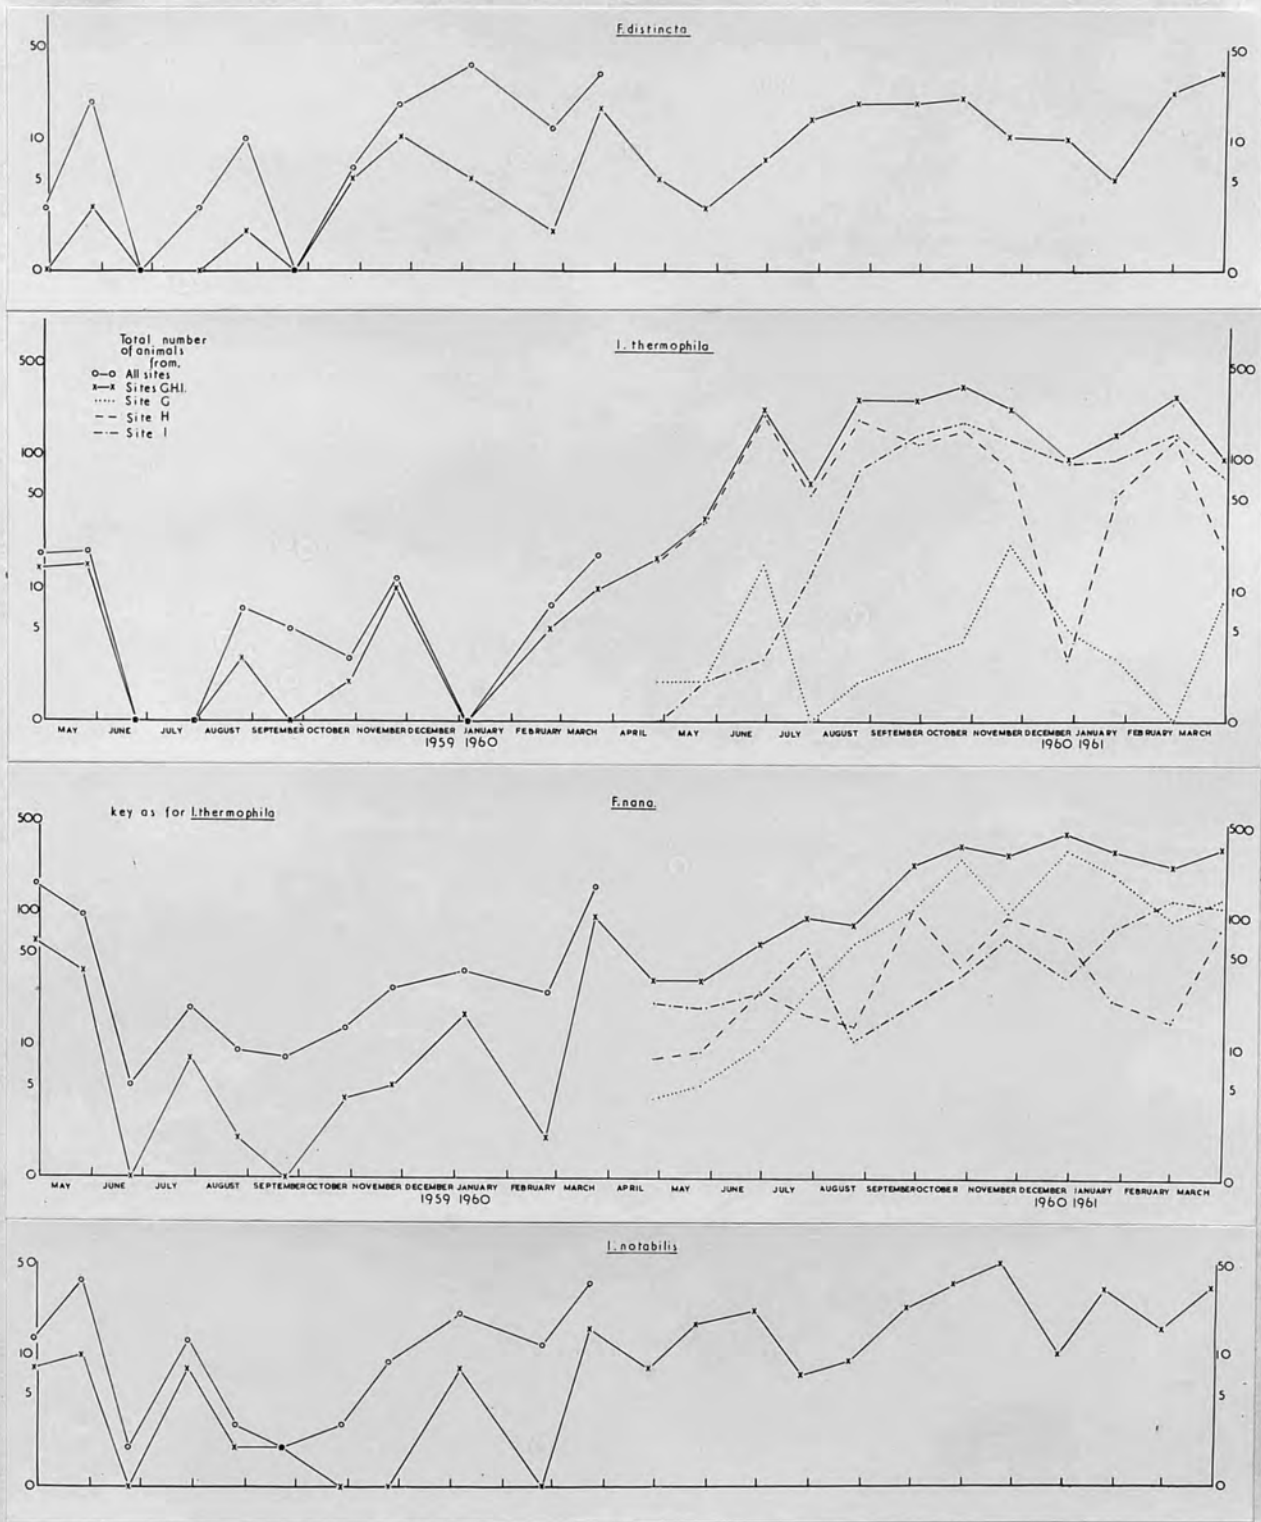 F.distincta
50
50
10
10
5
5
0
0
I. thermophila
Total number
of animals
from.
o—o All sites
x—x Sites G.H.I.
..... Site G
– – Site H
–·–· Site I
500
500
100
100
50
50
10
10
5
5
0
0
MAY JUNE JULY AUGUST SEPTEMBER OCTOBER NOVEMBER DECEMBER JANUARY FEBRUARY MARCH APRIL MAY JUNE JULY AUGUST SEPTEMBER OCTOBER NOVEMBER DECEMBER JANUARY FEBRUARY MARCH
1959 1960 1960 1961
F.nana.
key as for I.thermophila
500
500
100
100
50
50
10
10
5
5
0
0
MAY JUNE JULY AUGUST SEPTEMBER OCTOBER NOVEMBER DECEMBER JANUARY FEBRUARY MARCH APRIL MAY JUNE JULY AUGUST SEPTEMBER OCTOBER NOVEMBER DECEMBER JANUARY FEBRUARY MARCH
1959 1960 1960 1961
I.notabilis
50
50
10
10
5
5
0
0